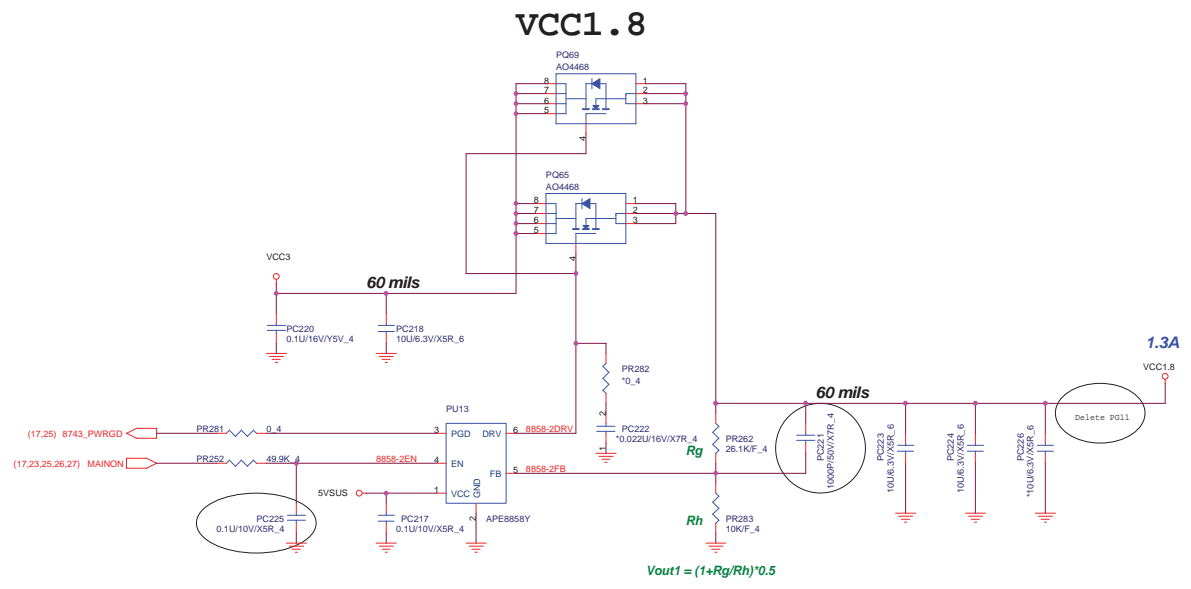 VCC1.8
PQ69
AO4468
8
7
6
5
1
2
3
4
PQ65
AO4468
8
7
6
5
1
2
3
4
VCC3
60 mils
PC220
0.1U/16V/Y5V_4
PC218
10U/6.3V/X5R_6
PR282
*0_4
2
1
PC222
*0.022U/16V/X7R_4
1.3A
VCC1.8
60 mils
Delete PG11
PU13
(17,25) 8743_PWRGD
PR281
0_4
3
PGD
DRV
6
8858-2DRV
(17,23,25,26,27) MAINON
PR252
49.9K_4
8858-2EN
4
EN
FB
5
8858-2FB
5VSUS
1
VCC
GND
2
APE8858Y
PC225
0.1U/10V/X5R_4
PC217
0.1U/10V/X5R_4
Rg
PR262
26.1K/F_4
Rh
PR283
10K/F_4
PC221
1000P/50V/X7R_4
PC223
10U/6.3V/X5R_6
PC224
10U/6.3V/X5R_6
PC226
*10U/6.3V/X5R_6
Vout1 = (1+Rg/Rh)*0.5